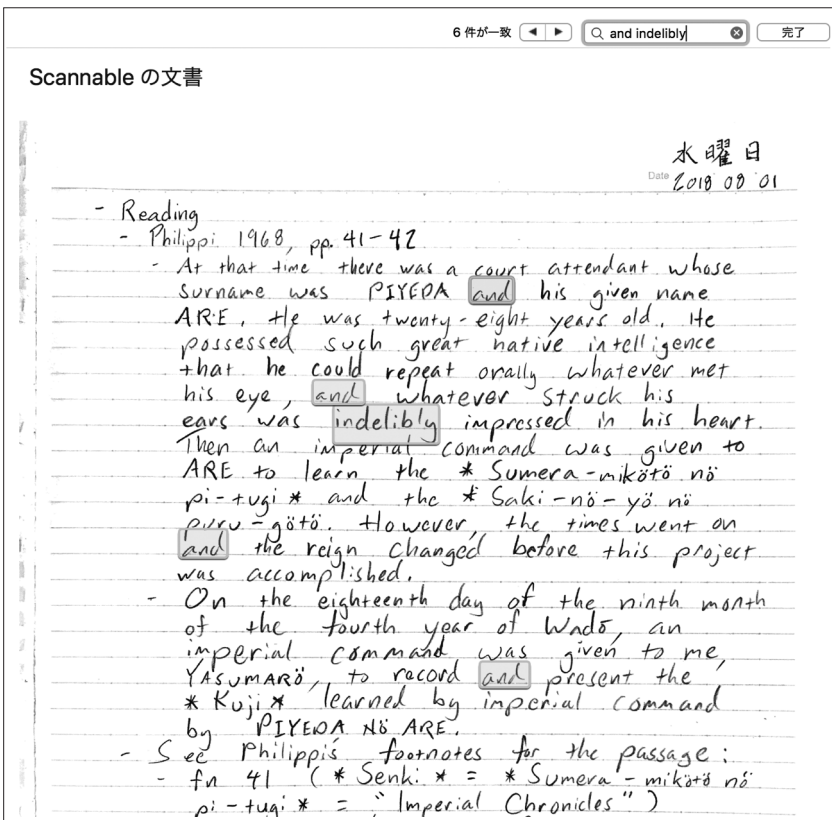 6 件が一致 ◀ ▶ and indelibly 完了
Scannable の文書
水曜日
Date 2018 08 01
- Reading
- Philippi 1968, pp. 41-42
- At that time there was a court attendant whose
surname was PIYEDA and his given name
ARE. He was twenty-eight years old. He
possessed such great native intelligence
that he could repeat orally whatever met
his eye, and whatever struck his
ears was indelibly impressed in his heart.
Then an imperial command was given to
ARE to learn the * Sumera-mikötö nö
pi-tugi * and the * Saki-nö-yö nö
puru-götö. However, the times went on
and the reign changed before this project
was accomplished.
- On the eighteenth day of the ninth month
of the fourth year of Wadō, an
imperial command was given to me,
YASUMARÖ, to record and present the
* Kuji * learned by imperial command
by PIYEDA NÖ ARE.
- See Philippi's footnotes for the passage:
- fn 41 (* Senki * = * Sumera-mikötö nö
pi-tugi * = "Imperial Chronicles")